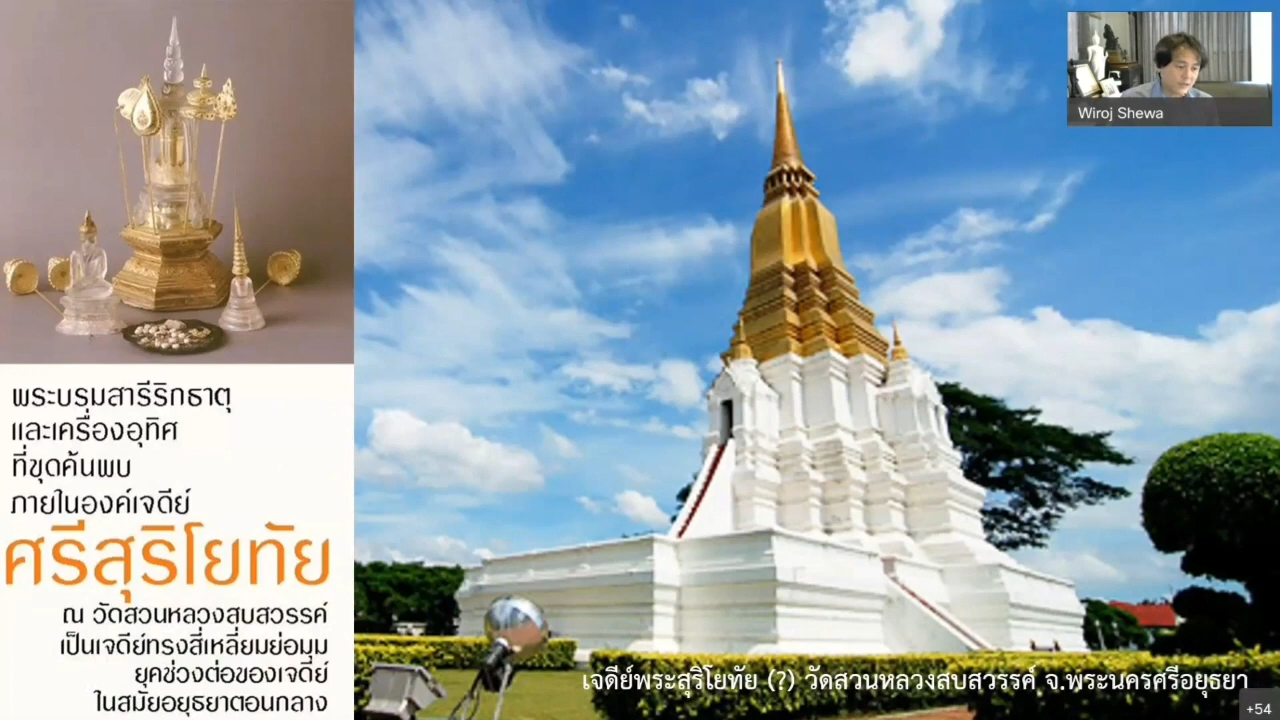 พระบรมสารีริกธาตุ
และเครื่องอุทิศ
ที่ขุดค้นพบ
ภายในองค์เจดีย์
ศรีสุริโยทัย
ณ วัดสวนหลวงสบสวรรค์
เป็นเจดีย์ทรงสี่เหลี่ยมย่อมุม
ยุคช่วงต่อของเจดีย์
ในสมัยอยุธยาตอนกลาง
Wiroj Shewa
เจดีย์พระสุริโยทัย (?) วัดสวนหลวงสบสวรรค์ จ.พระนครศรีอยุธยา
+54